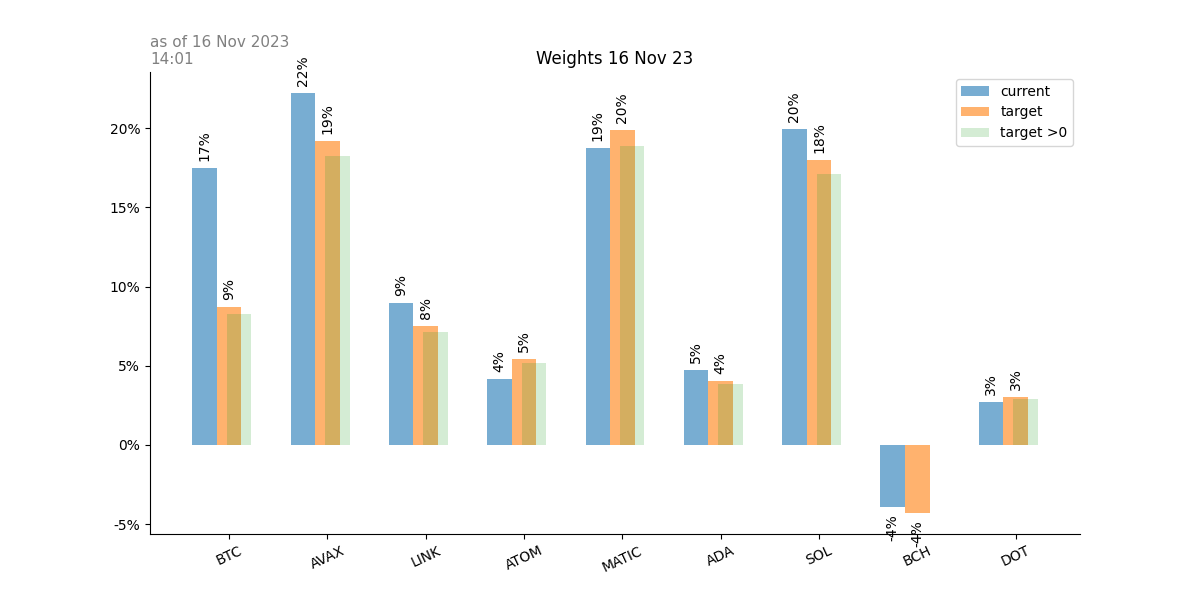 as of 16 Nov 2023
14:01
Weights 16 Nov 23
current
target
target >0
20%
15%
10%
5%
0%
-5%
17%
9%
22%
19%
9%
8%
4%
5%
19%
20%
5%
4%
20%
18%
-4%
-4%
3%
3%
BTC
AVAX
LINK
ATOM
MATIC
ADA
SOL
BCH
DOT